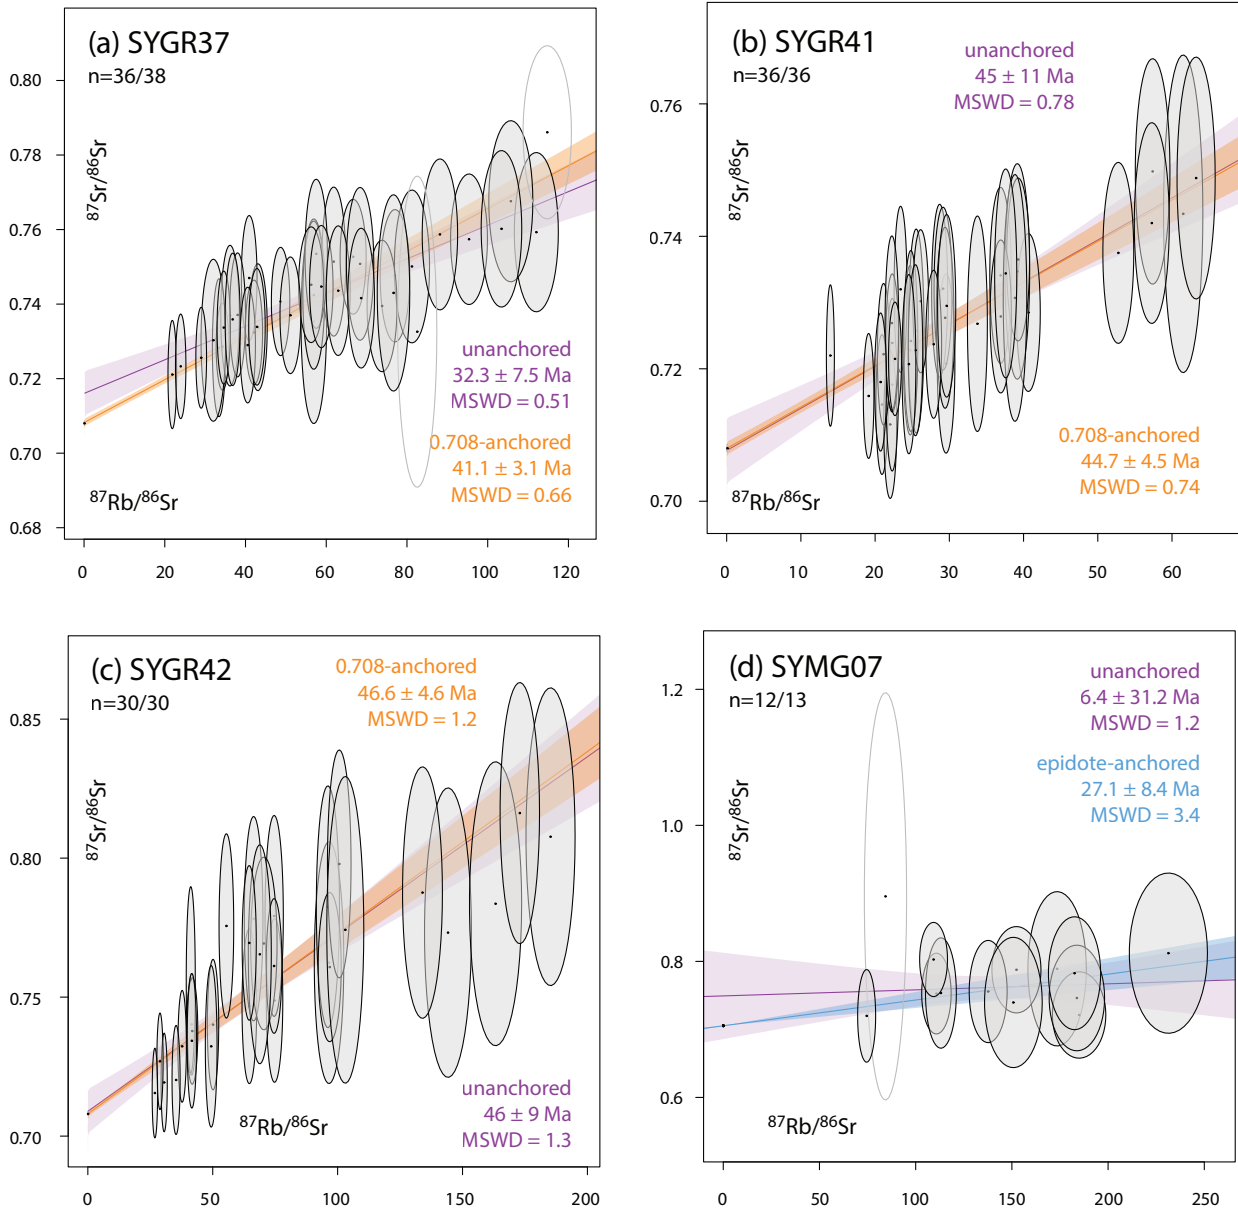 (a) SYGR37
n=36/38
⁸⁷Sr/⁸⁶Sr
0.80
0.78
0.76
0.74
0.72
0.70
0.68
unanchored
32.3 ± 7.5 Ma
MSWD = 0.51
0.708-anchored
41.1 ± 3.1 Ma
MSWD = 0.66
⁸⁷Rb/⁸⁶Sr
0 20 40 60 80 100 120
(b) SYGR41
n=36/36
unanchored
45 ± 11 Ma
MSWD = 0.78
⁸⁷Sr/⁸⁶Sr
0.76
0.74
0.72
0.70
0.708-anchored
44.7 ± 4.5 Ma
MSWD = 0.74
⁸⁷Rb/⁸⁶Sr
0 10 20 30 40 50 60
(c) SYGR42
n=30/30
0.708-anchored
46.6 ± 4.6 Ma
MSWD = 1.2
⁸⁷Sr/⁸⁶Sr
0.85
0.80
0.75
0.70
unanchored
46 ± 9 Ma
MSWD = 1.3
⁸⁷Rb/⁸⁶Sr
0 50 100 150 200
(d) SYMG07
n=12/13
unanchored
6.4 ± 31.2 Ma
MSWD = 1.2
epidote-anchored
27.1 ± 8.4 Ma
MSWD = 3.4
⁸⁷Sr/⁸⁶Sr
1.2
1.0
0.8
0.6
⁸⁷Rb/⁸⁶Sr
0 50 100 150 200 250